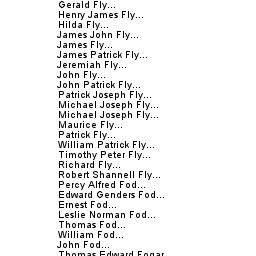 Gerald Fly...
Henry James Fly...
Hilda Fly...
James John Fly...
James Fly...
James Patrick Fly...
Jeremiah Fly...
John Fly...
John Patrick Fly...
Patrick Joseph Fly...
Michael Joseph Fly...
Michael Joseph Fly...
Maurice Fly...
Patrick Fly...
William Patrick Fly...
Timothy Peter Fly...
Richard Fly...
Robert Shannell Fly...
Percy Alfred Fod...
Edward Genders Fod...
Ernest Fod...
Leslie Norman Fod...
Thomas Fod...
William Fod...
John Fod...
Thomas Edward Fogar